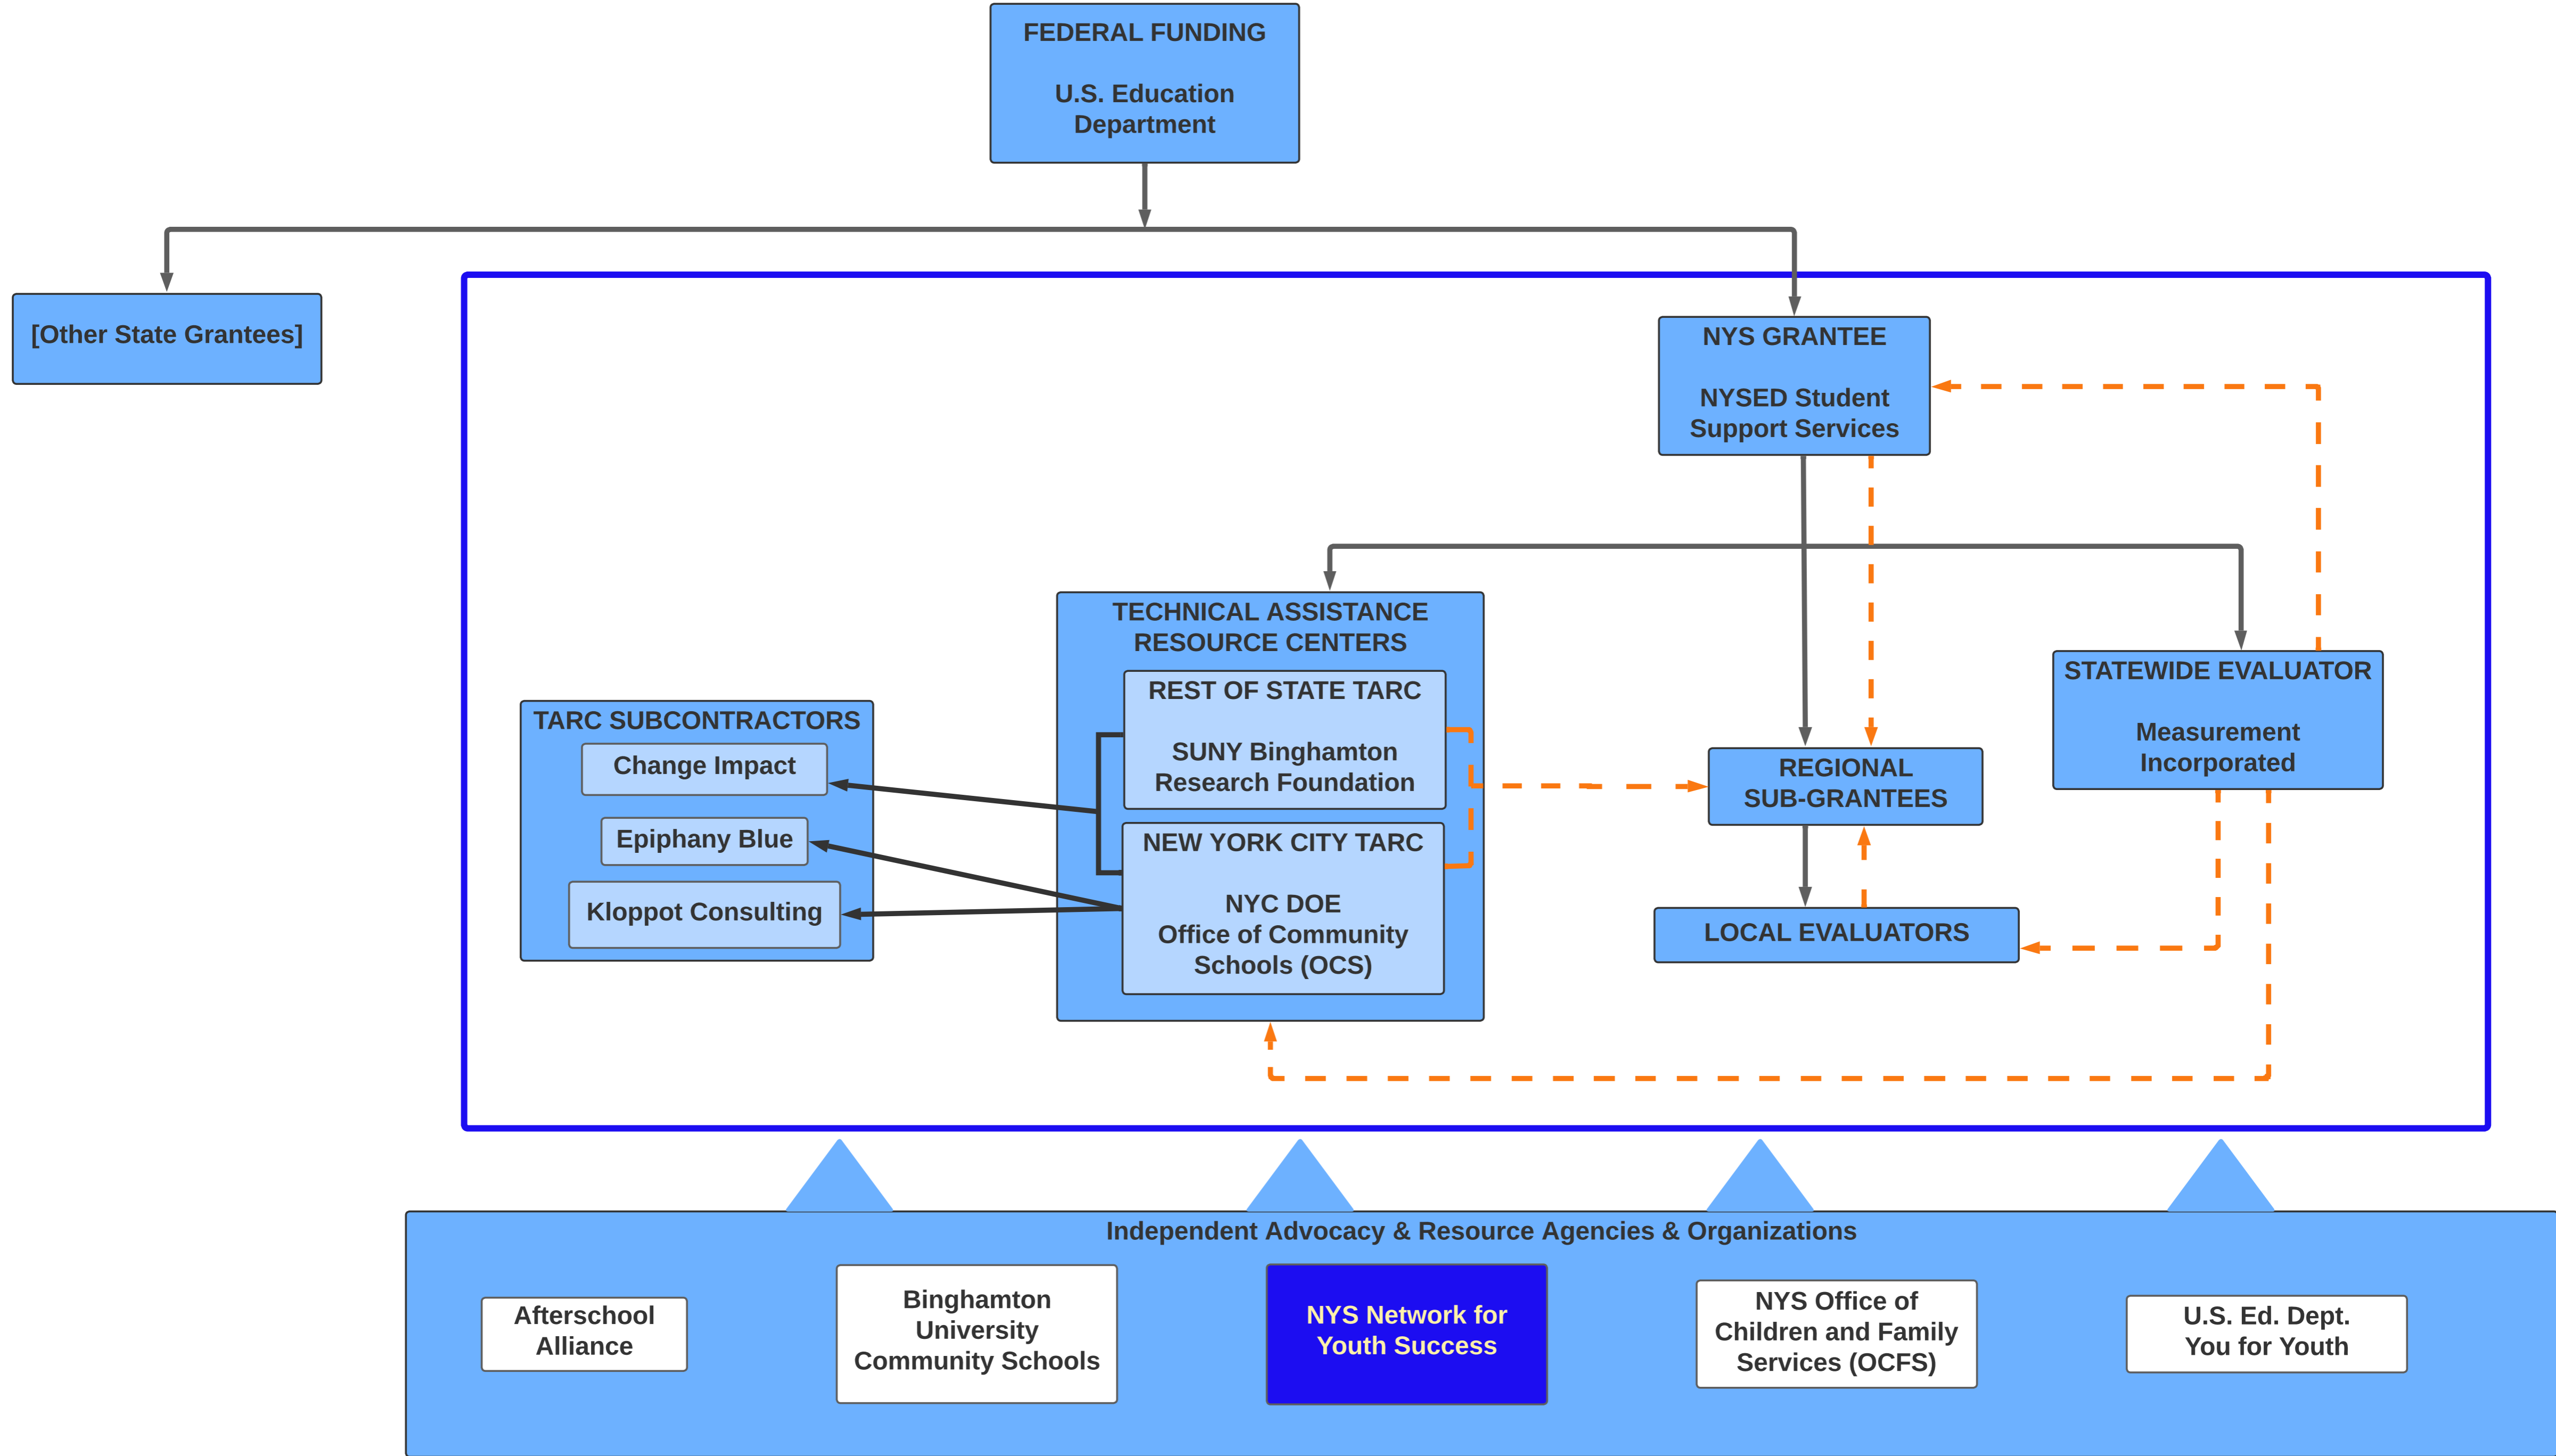 FEDERAL FUNDING
U.S. Education
Department
[Other State Grantees]
NYS GRANTEE
NYSED Student
Support Services
TECHNICAL ASSISTANCE
RESOURCE CENTERS
REST OF STATE TARC
SUNY Binghamton
Research Foundation
NEW YORK CITY TARC
NYC DOE
Office of Community
Schools (OCS)
TARC SUBCONTRACTORS
Change Impact
Epiphany Blue
Kloppot Consulting
REGIONAL
SUB-GRANTEES
LOCAL EVALUATORS
STATEWIDE EVALUATOR
Measurement
Incorporated
Independent Advocacy & Resource Agencies & Organizations
Afterschool
Alliance
Binghamton
University
Community Schools
NYS Network for
Youth Success
NYS Office of
Children and Family
Services (OCFS)
U.S. Ed. Dept.
You for Youth